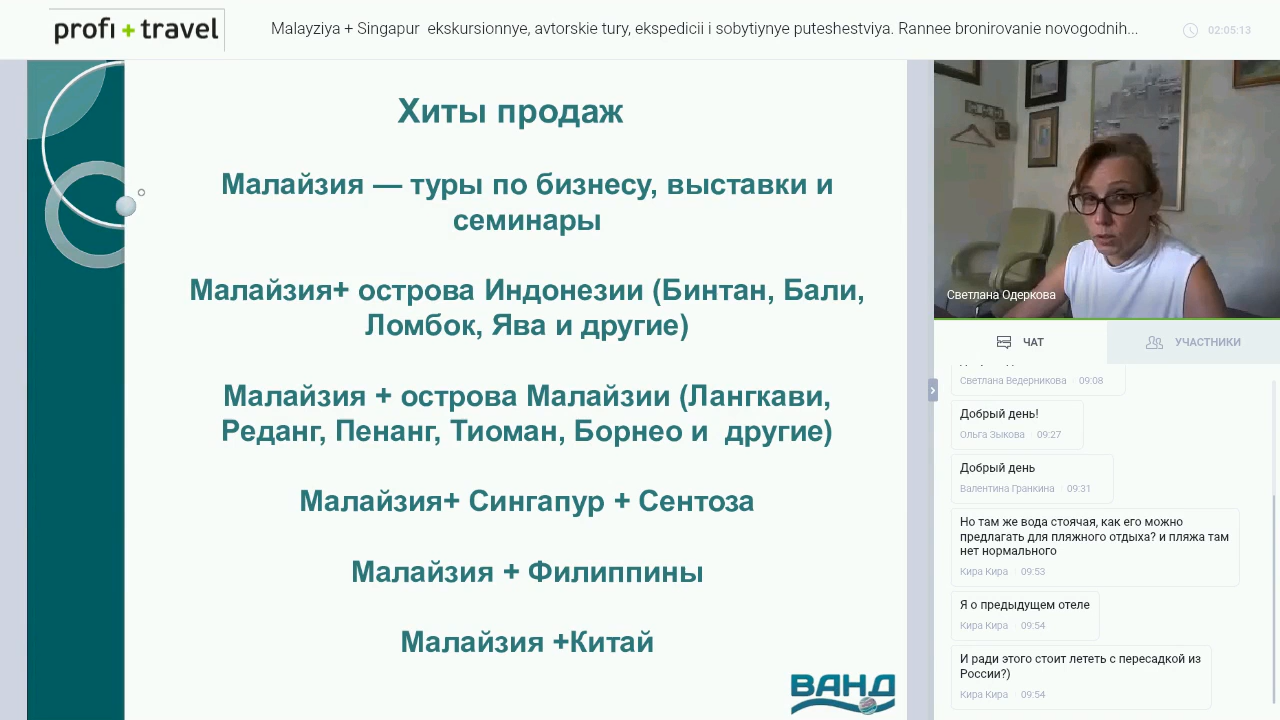 profi + travel
Malayziya + Singapur ekskursionnye, avtorskie tury, ekspedicii i sobytiynye puteshestviya. Rannee bronirovanie novogodnih...
02:05:13
Хиты продаж
Малайзия — туры по бизнесу, выставки и
семинары
Малайзия+ острова Индонезии (Бинтан, Бали,
Ломбок, Ява и другие)
Малайзия + острова Малайзии (Лангкави,
Реданг, Пенанг, Тиоман, Борнео и другие)
Малайзия+ Сингапур + Сентоза
Малайзия + Филиппины
Малайзия +Китай
ВАНД
Светлана Одеркова
ЧАТ
УЧАСТНИКИ
Светлана Ведерникова 09:08
Добрый день!
Ольга Зыкова 09:27
Добрый день
Валентина Гранкина 09:31
Но там же вода стоячая, как его можно
предлагать для пляжного отдыха? и пляжа там
нет нормального
Кира Кира 09:53
Я о предыдущем отеле
Кира Кира 09:54
И ради этого стоит лететь с пересадкой из
России?)
Кира Кира 09:54